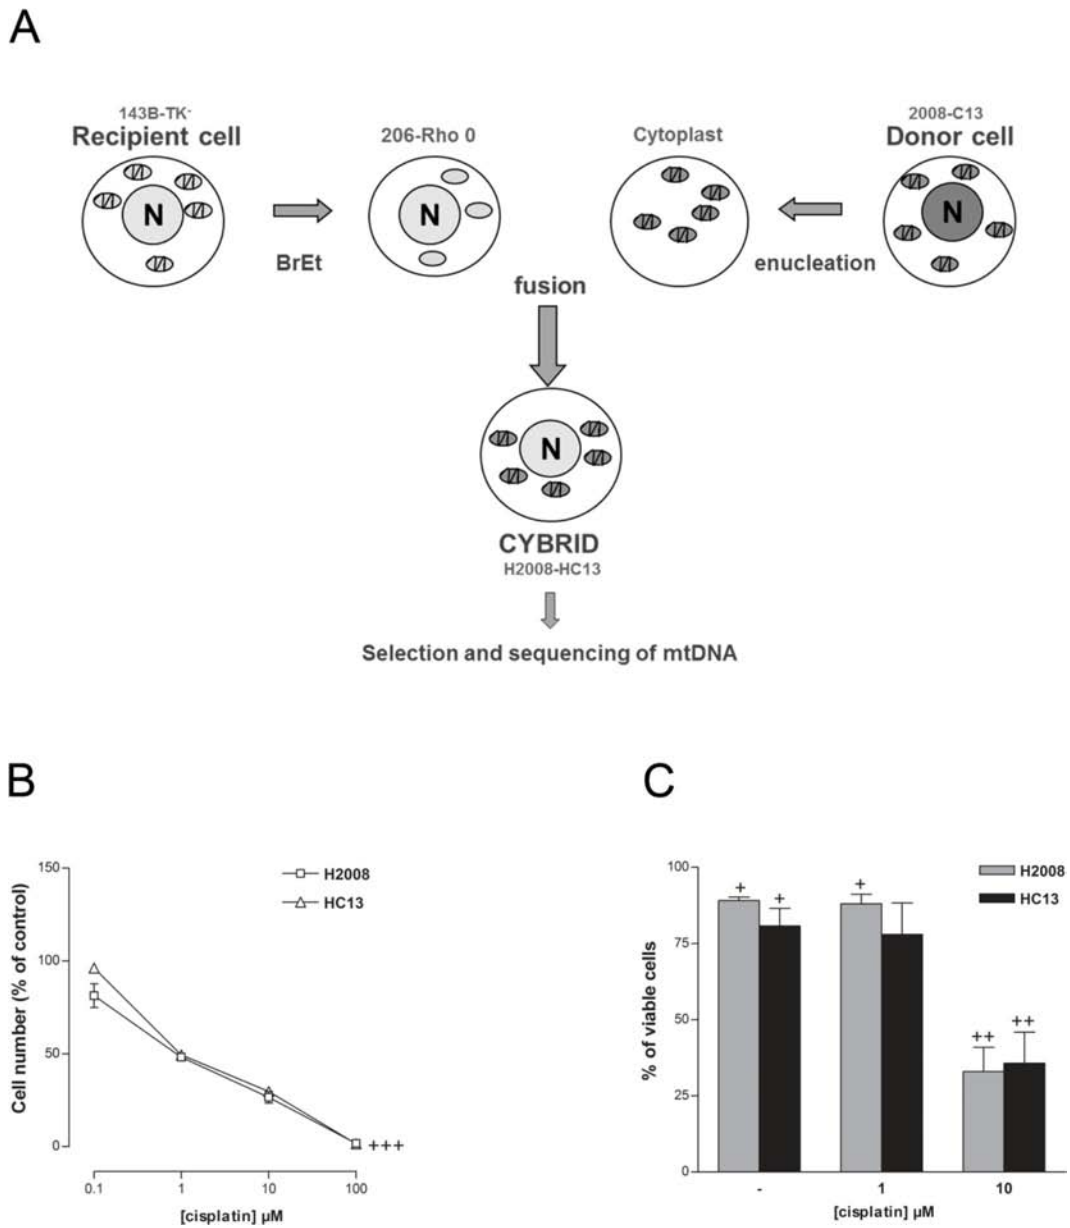 A
143B-TK-
Recipient cell
206-Rho 0
Cytoplast
2008-C13
Donor cell
N
N
N
BrEt
enucleation
fusion
N
CYBRID
H2008-HC13
Selection and sequencing of mtDNA
B
Cell number (% of control)
150
100
50
0
H2008
HC13
+++
0.1 1 10 100
[cisplatin] µM
C
% of viable cells
100
75
50
25
0
H2008
HC13
+ + + ++ ++
- 1 10
[cisplatin] µM